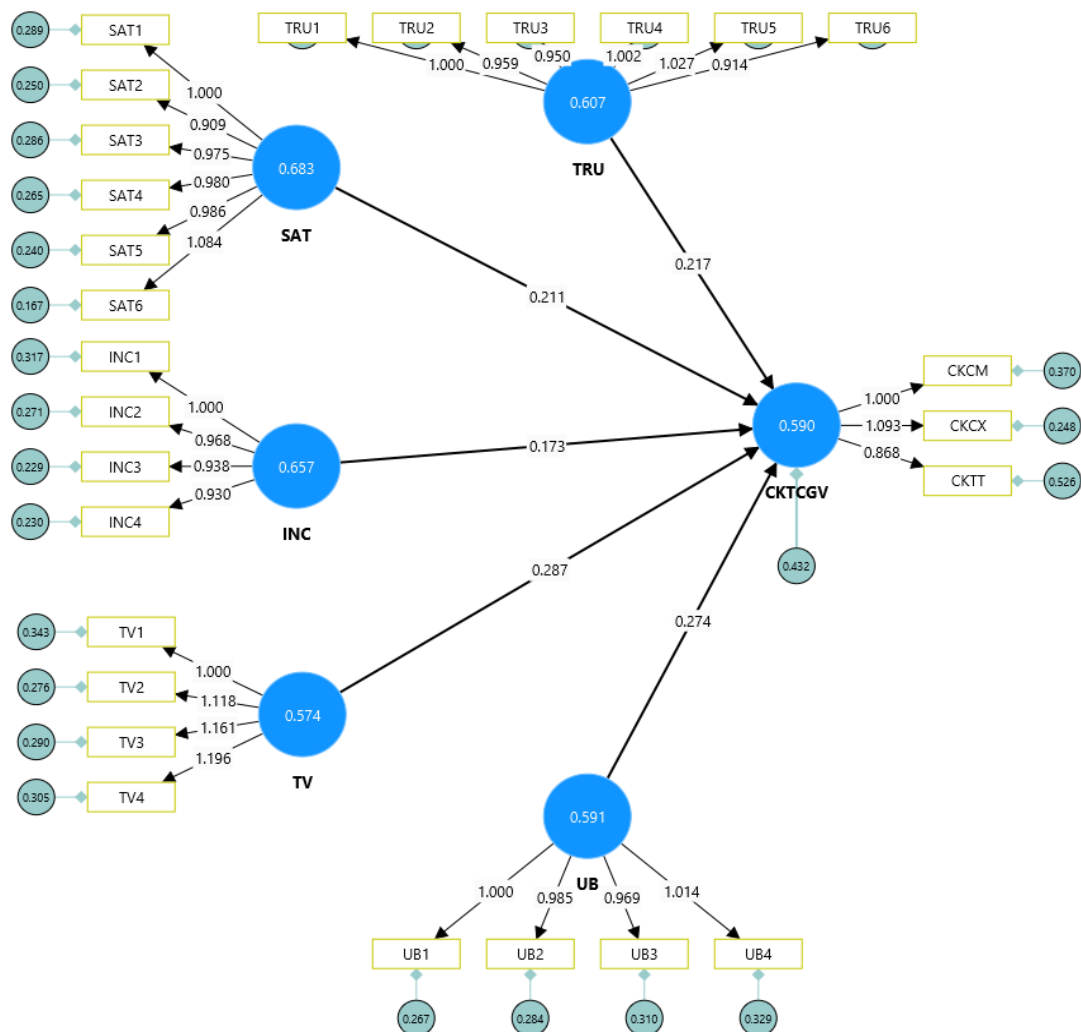 TRU1
TRU2
TRU3
TRU4
TRU5
TRU6
1.000
0.959
0.950
1.002
1.027
0.914
0.607
TRU
0.289
SAT1
0.250
SAT2
0.286
SAT3
0.265
SAT4
0.240
SAT5
0.167
SAT6
1.000
0.909
0.975
0.980
0.986
1.084
0.683
SAT
0.217
0.211
0.317
INC1
0.271
INC2
0.229
INC3
0.230
INC4
1.000
0.968
0.938
0.930
0.657
INC
0.173
0.590
CKTCGV
0.432
1.000
1.093
0.868
CKCM
0.370
CKCX
0.248
CKTT
0.526
0.343
TV1
0.276
TV2
0.290
TV3
0.305
TV4
1.000
1.118
1.161
1.196
0.574
TV
0.287
0.274
0.591
UB
1.000
0.985
0.969
1.014
UB1
UB2
UB3
UB4
0.267
0.284
0.310
0.329